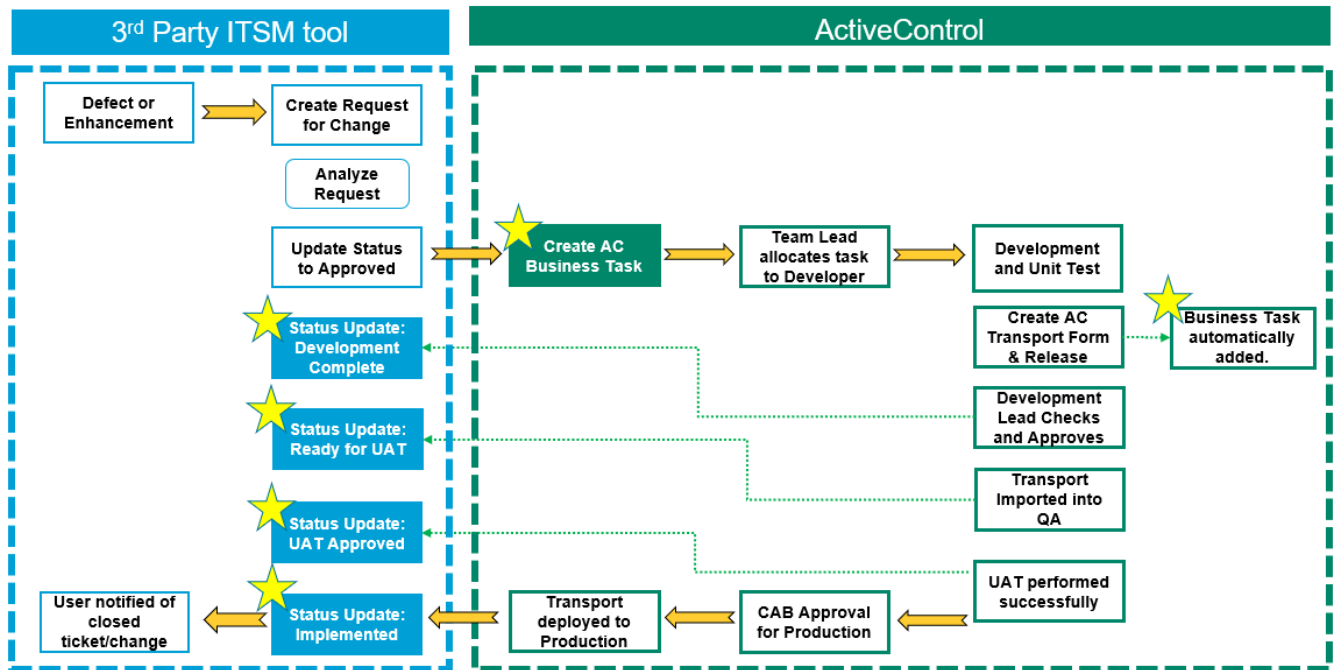 3rd Party ITSM tool
ActiveControl
Defect or
Enhancement
Create Request
for Change
Analyze
Request
Update Status
to Approved
Create AC
Business Task
Team Lead
allocates task
to Developer
Development
and Unit Test
Status Update:
Development
Complete
Create AC
Transport Form
& Release
Business Task
automatically
added.
Status Update:
Ready for UAT
Development
Lead Checks
and Approves
Status Update:
UAT Approved
Transport
Imported into
QA
User notified of
closed
ticket/change
Status Update:
Implemented
Transport
deployed to
Production
CAB Approval
for Production
UAT performed
successfully